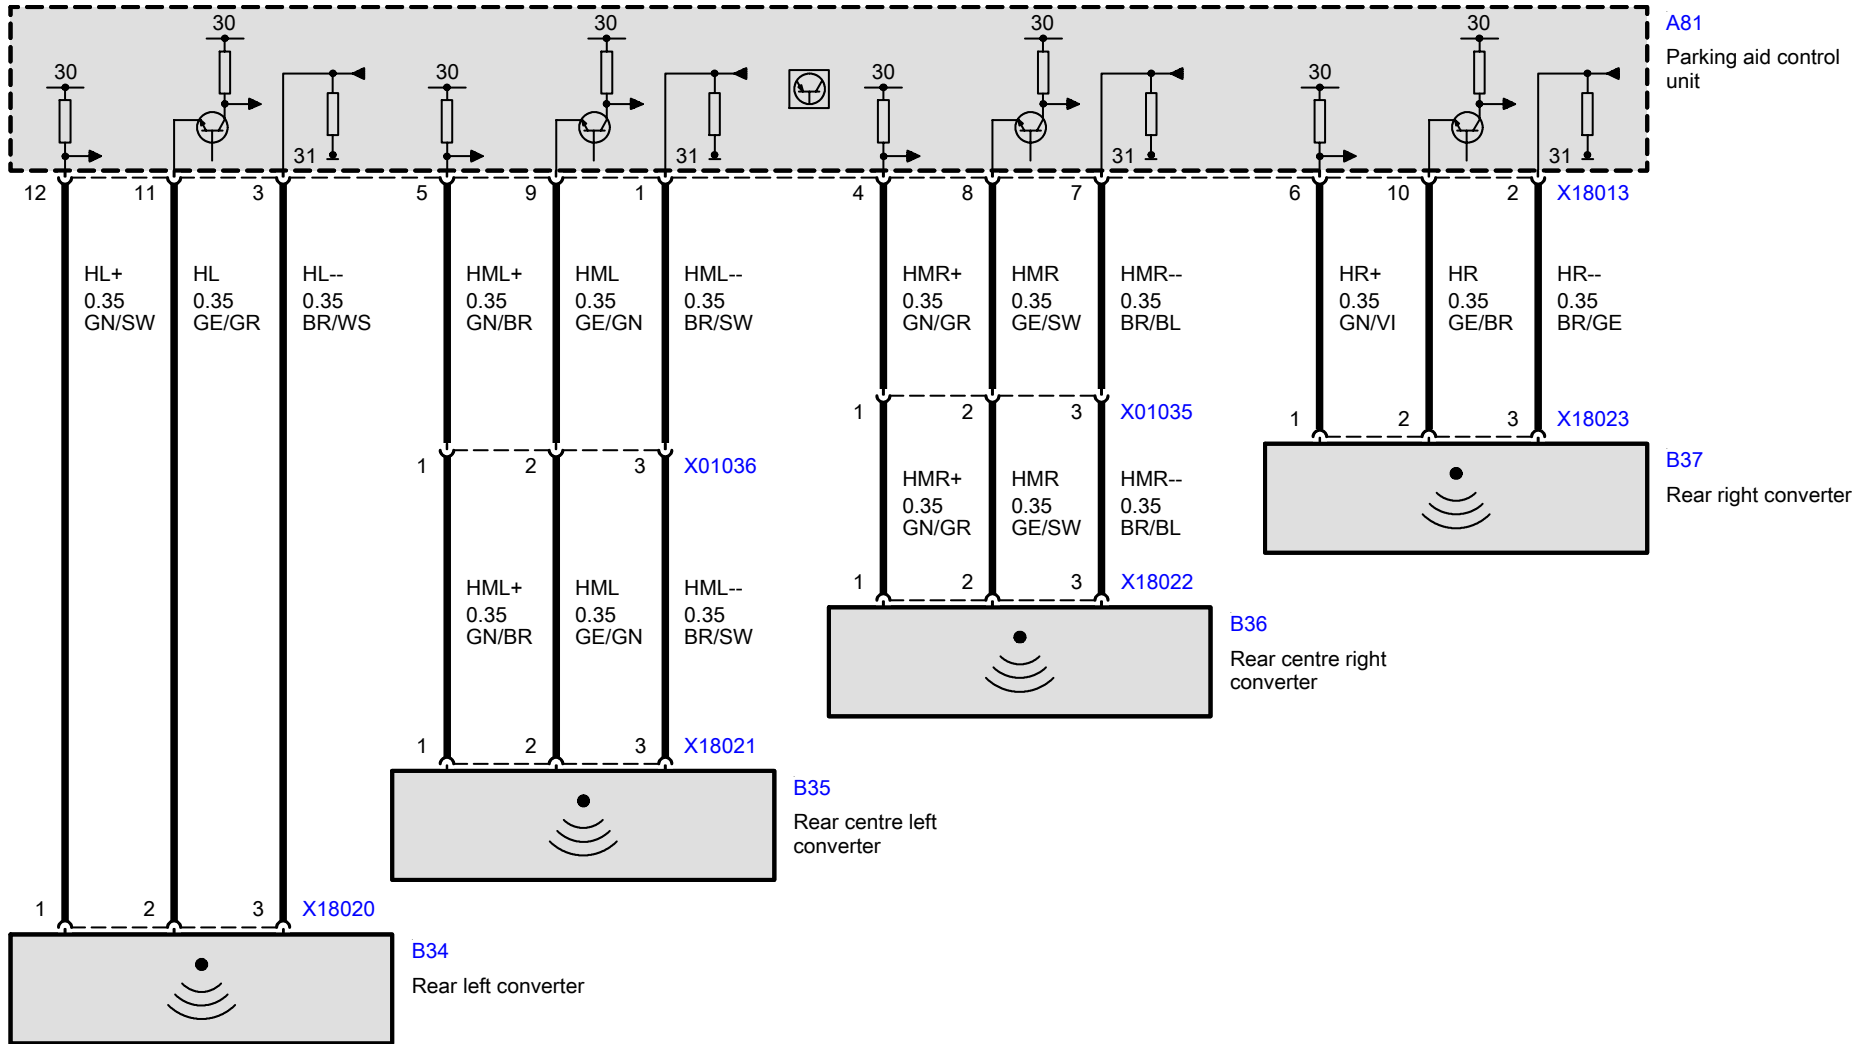 30 30 30 30
A81
Parking aid control
unit
30 30 30 30
31 31 31 31
12 11 3 5 9 1 4 8 7 6 10 2 X18013
HL+ HL HL-- HML+ HML HML-- HMR+ HMR HMR-- HR+ HR HR--
0.35 0.35 0.35 0.35 0.35 0.35 0.35 0.35 0.35 0.35 0.35 0.35
GN/SW GE/GR BR/WS GN/BR GE/GN BR/SW GN/GR GE/SW BR/BL GN/VI GE/BR BR/GE
1 2 3 X01035
1 2 3 X18023
1 2 3 X01036
B37
Rear right converter
HMR+ HMR HMR--
0.35 0.35 0.35
GN/GR GE/SW BR/BL
1 2 3 X18022
HML+ HML HML--
0.35 0.35 0.35
GN/BR GE/GN BR/SW
B36
Rear centre right
converter
1 2 3 X18021
B35
Rear centre left
converter
1 2 3 X18020
B34
Rear left converter